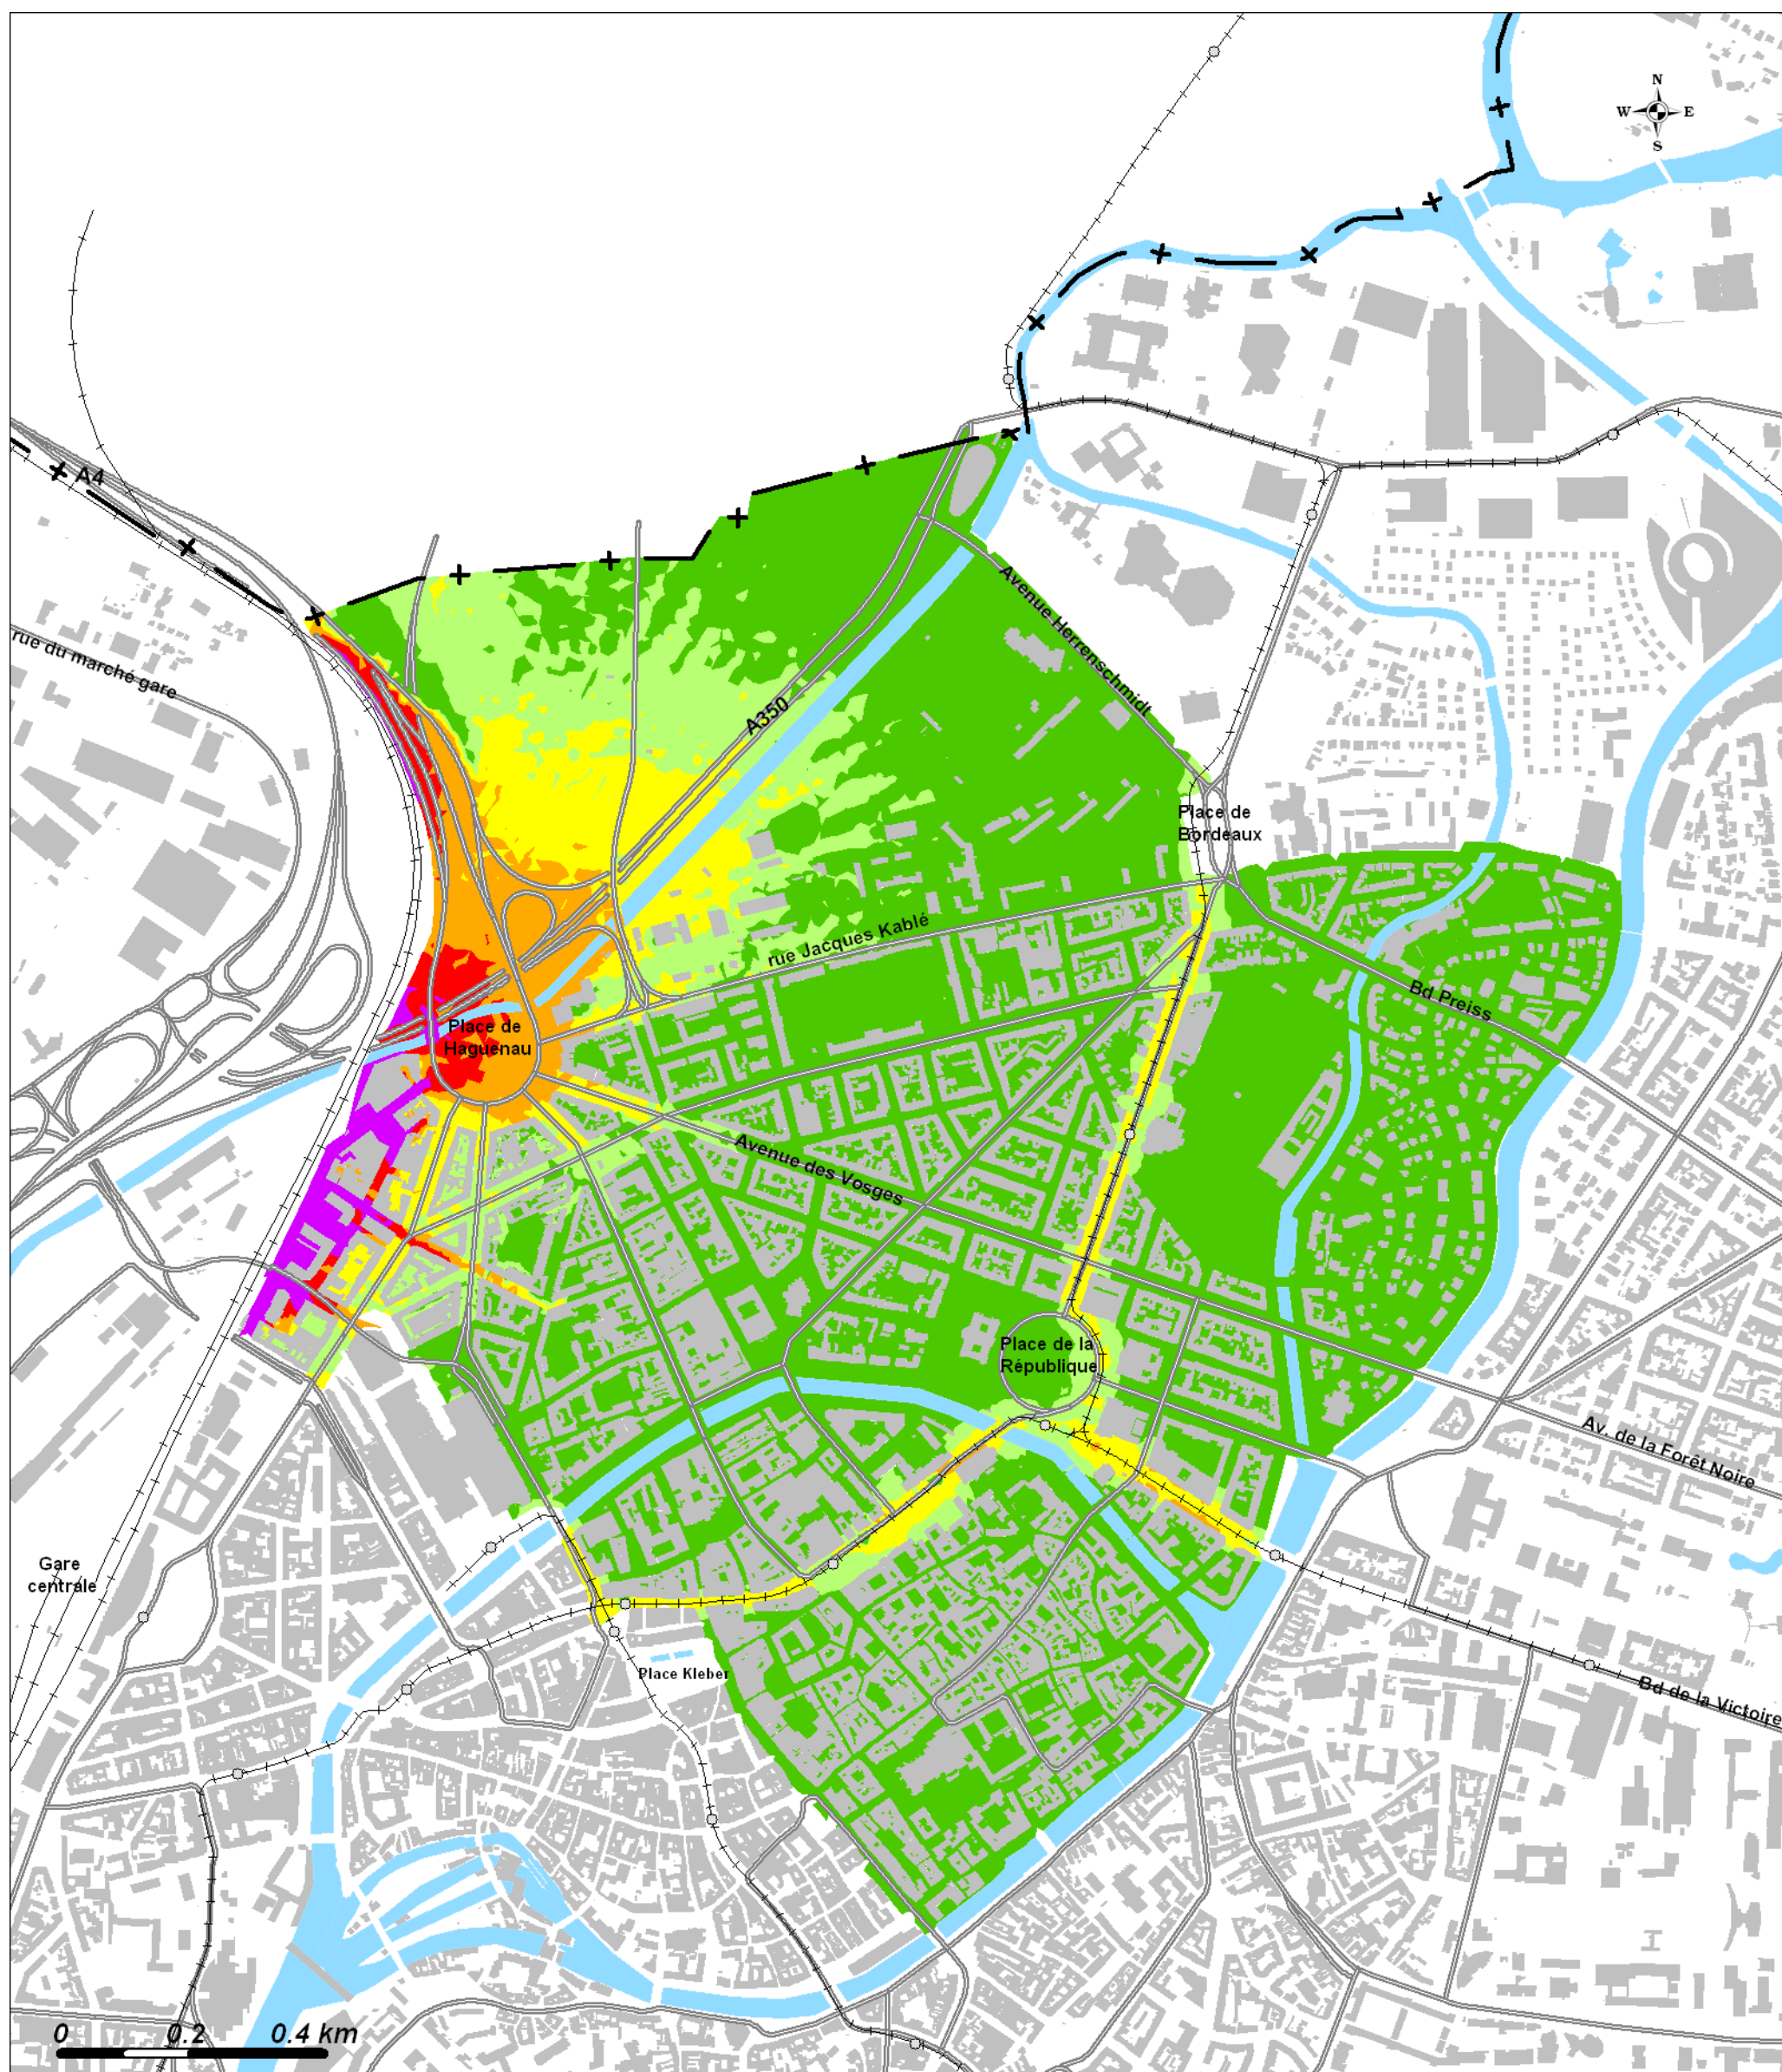 N
W E
S
A4
rue du marché gare
Avenue Herrenschmidt
A350
Place de
Bordeaux
rue Jacques Kablé
Bd Preiss
Place de
Haguenau
Avenue des Vosges
Place de la
République
Av. de la Forêt Noire
Gare
centrale
Place Kleber
Bd de la Victoire
0 0.2 0.4 km